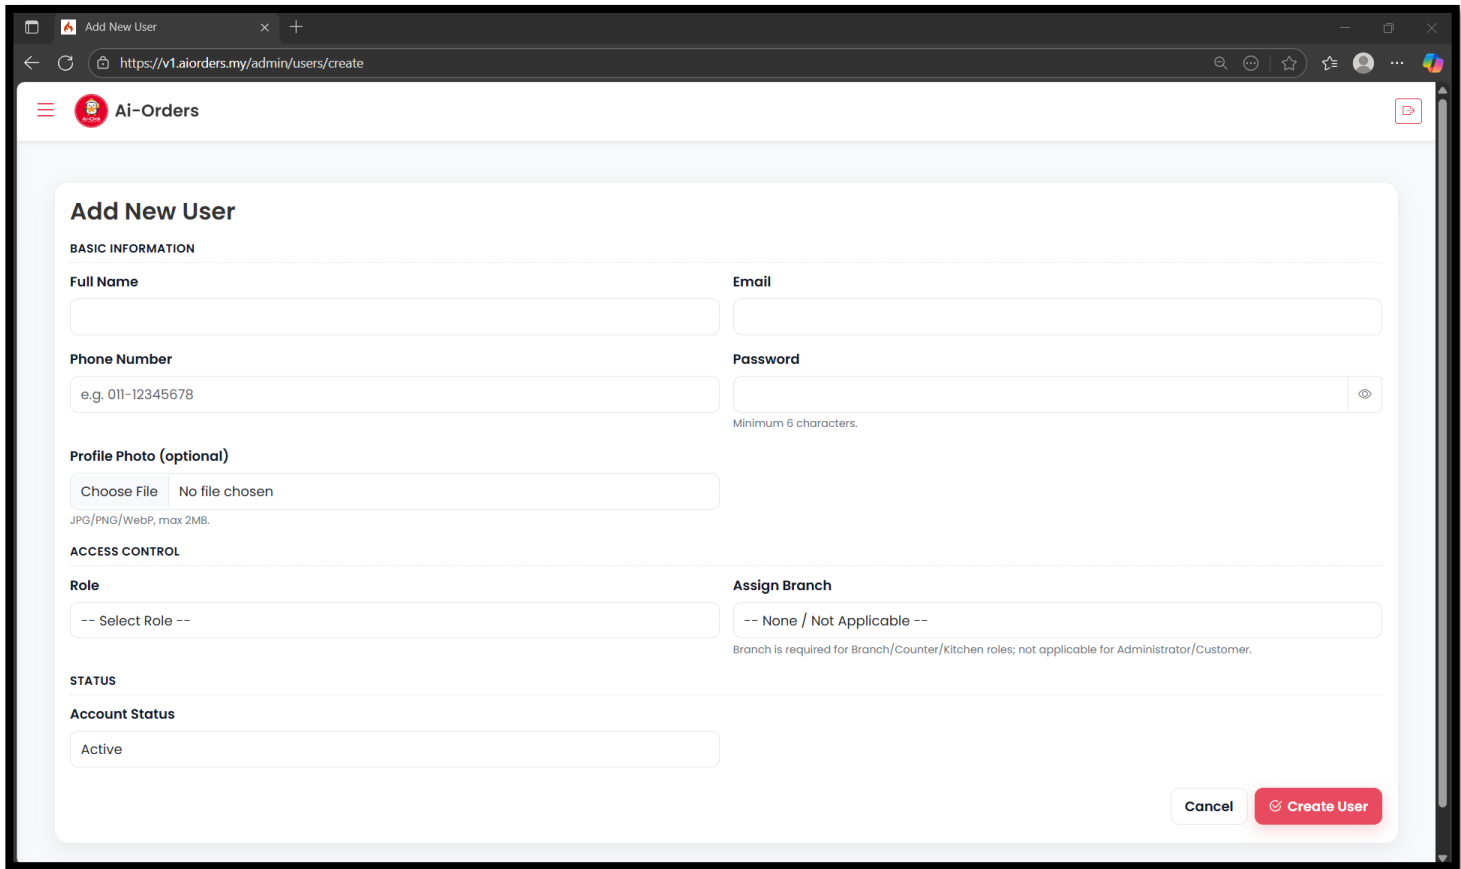 Add New User
https://v1.aiorders.my/admin/users/create
Ai-CHA
Ai-Orders
Add New User
BASIC INFORMATION
Full Name
Email
Phone Number
Password
e.g. 011-12345678
Minimum 6 characters.
Profile Photo (optional)
Choose File No file chosen
JPG/PNG/WebP, max 2MB.
ACCESS CONTROL
Role
Assign Branch
-- Select Role --
-- None / Not Applicable --
Branch is required for Branch/Counter/Kitchen roles; not applicable for Administrator/Customer.
STATUS
Account Status
Active
Cancel
Create User